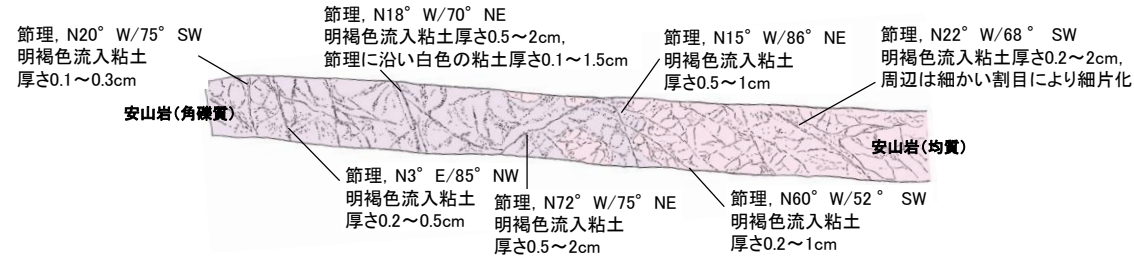 節理, N20° W/75° SW
明褐色流入粘土
厚さ0.1～0.3cm
節理, N18° W/70° NE
明褐色流入粘土厚さ0.5～2cm,
節理に沿い白色の粘土厚さ0.1～1.5cm
節理, N15° W/86° NE
明褐色流入粘土
厚さ0.5～1cm
節理, N22° W/68 ° SW
明褐色流入粘土厚さ0.2～2cm,
周辺は細かい割目により細片化
安山岩(角礫質)
安山岩(均質)
節理, N3° E/85° NW
明褐色流入粘土
厚さ0.2～0.5cm
節理, N72° W/75° NE
明褐色流入粘土
厚さ0.5～2cm
節理, N60° W/52 ° SW
明褐色流入粘土
厚さ0.2～1cm